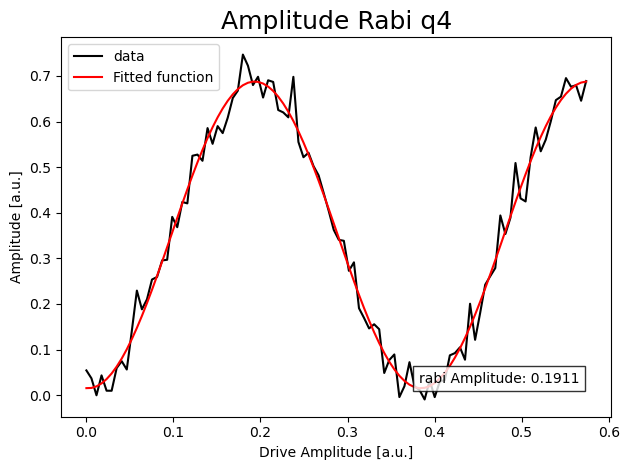 Amplitude Rabi q4
data
Fitted function
Amplitude [a.u.]
0.7
0.6
0.5
0.4
0.3
0.2
0.1
0.0
rabi Amplitude: 0.1911
0.0 0.1 0.2 0.3 0.4 0.5 0.6
Drive Amplitude [a.u.]